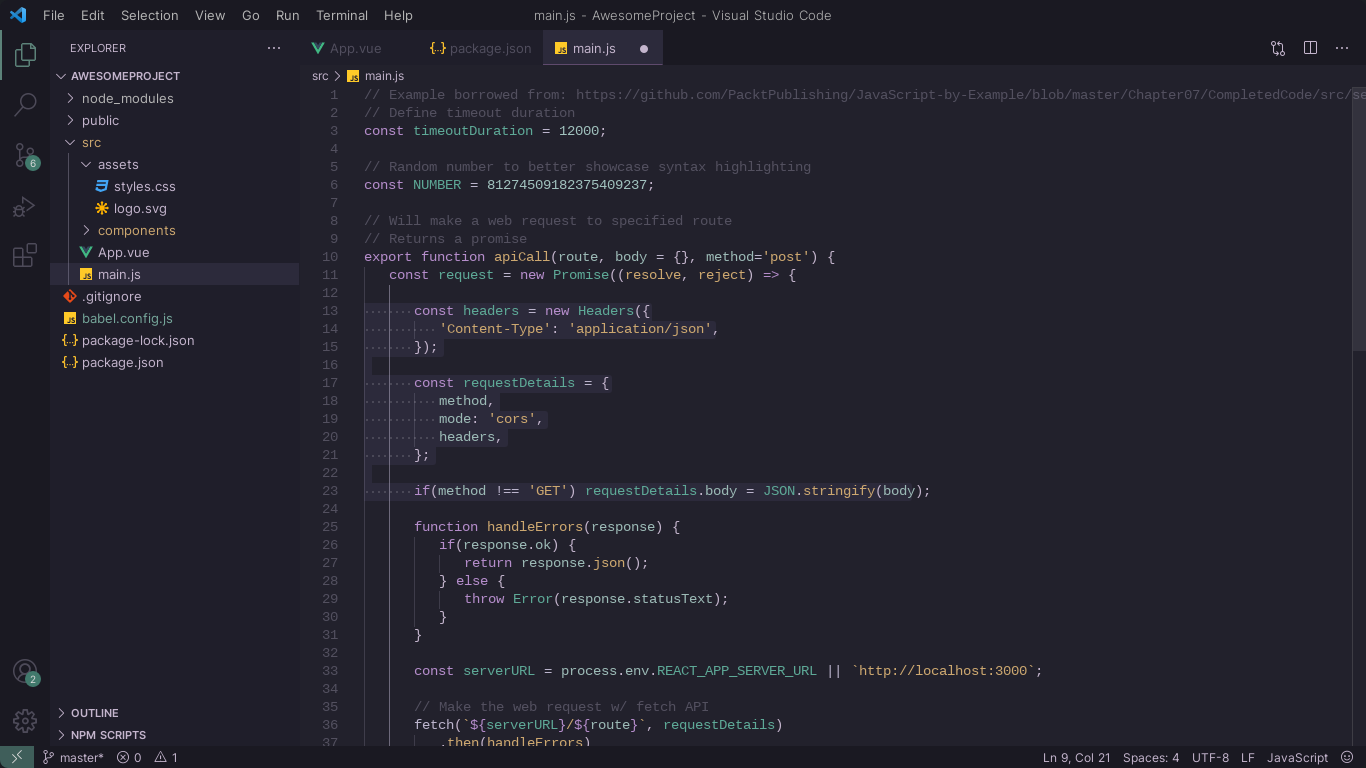 File Edit Selection View Go Run Terminal Help
main.js - AwesomeProject - Visual Studio Code
EXPLORER
AWESOMEPROJECT
node_modules
public
src
assets
styles.css
logo.svg
components
App.vue
main.js
.gitignore
babel.config.js
package-lock.json
package.json
OUTLINE
NPM SCRIPTS
6
2
App.vue package.json main.js
src main.js
1 // Example borrowed from: https://github.com/PacktPublishing/JavaScript-by-Example/blob/master/Chapter07/CompletedCode/src/se
2 // Define timeout duration
3 const timeoutDuration = 12000;
4
5 // Random number to better showcase syntax highlighting
6 const NUMBER = 81274509182375409237;
7
8 // Will make a web request to specified route
9 // Returns a promise
10 export function apiCall(route, body = {}, method='post') {
11 const request = new Promise((resolve, reject) => {
12
13 const headers = new Headers({
14 'Content-Type': 'application/json',
15 });
16
17 const requestDetails = {
18 method,
19 mode: 'cors',
20 headers,
21 };
22
23 if(method !== 'GET') requestDetails.body = JSON.stringify(body);
24
25 function handleErrors(response) {
26 if(response.ok) {
27 return response.json();
28 } else {
29 throw Error(response.statusText);
30 }
31 }
32
33 const serverURL = process.env.REACT_APP_SERVER_URL || `http://localhost:3000`;
34
35 // Make the web request w/ fetch API
36 fetch(`${serverURL}/${route}`, requestDetails)
37 .then(handleErrors)
master* 0 1
Ln 9, Col 21 Spaces: 4 UTF-8 LF JavaScript